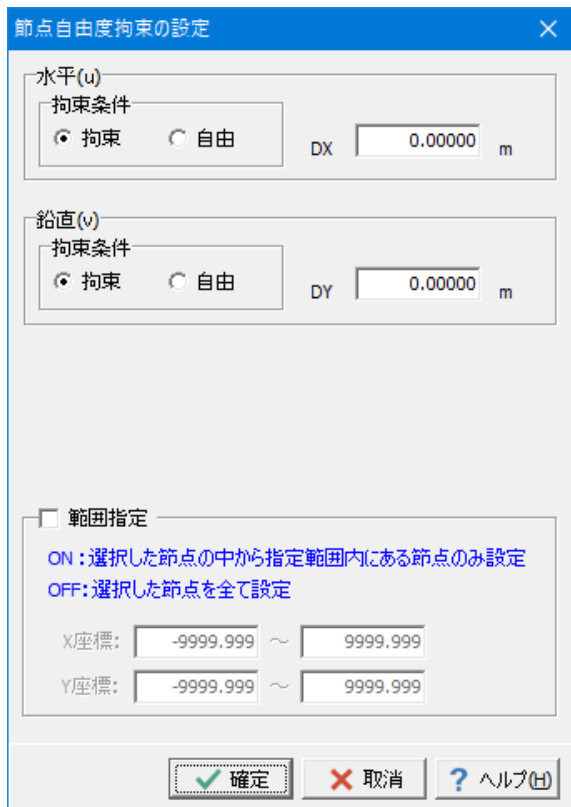 節点自由度拘束の設定
水平(u)
拘束条件
拘束 自由 DX 0.00000 m
鉛直(v)
拘束条件
拘束 自由 DY 0.00000 m
範囲指定
ON :選択した節点の中から指定範囲内にある節点のみ設定
OFF:選択した節点を全て設定
X座標: -9999.999 ～ 9999.999
Y座標: -9999.999 ～ 9999.999
確定 取消 ? ヘルプ(H)